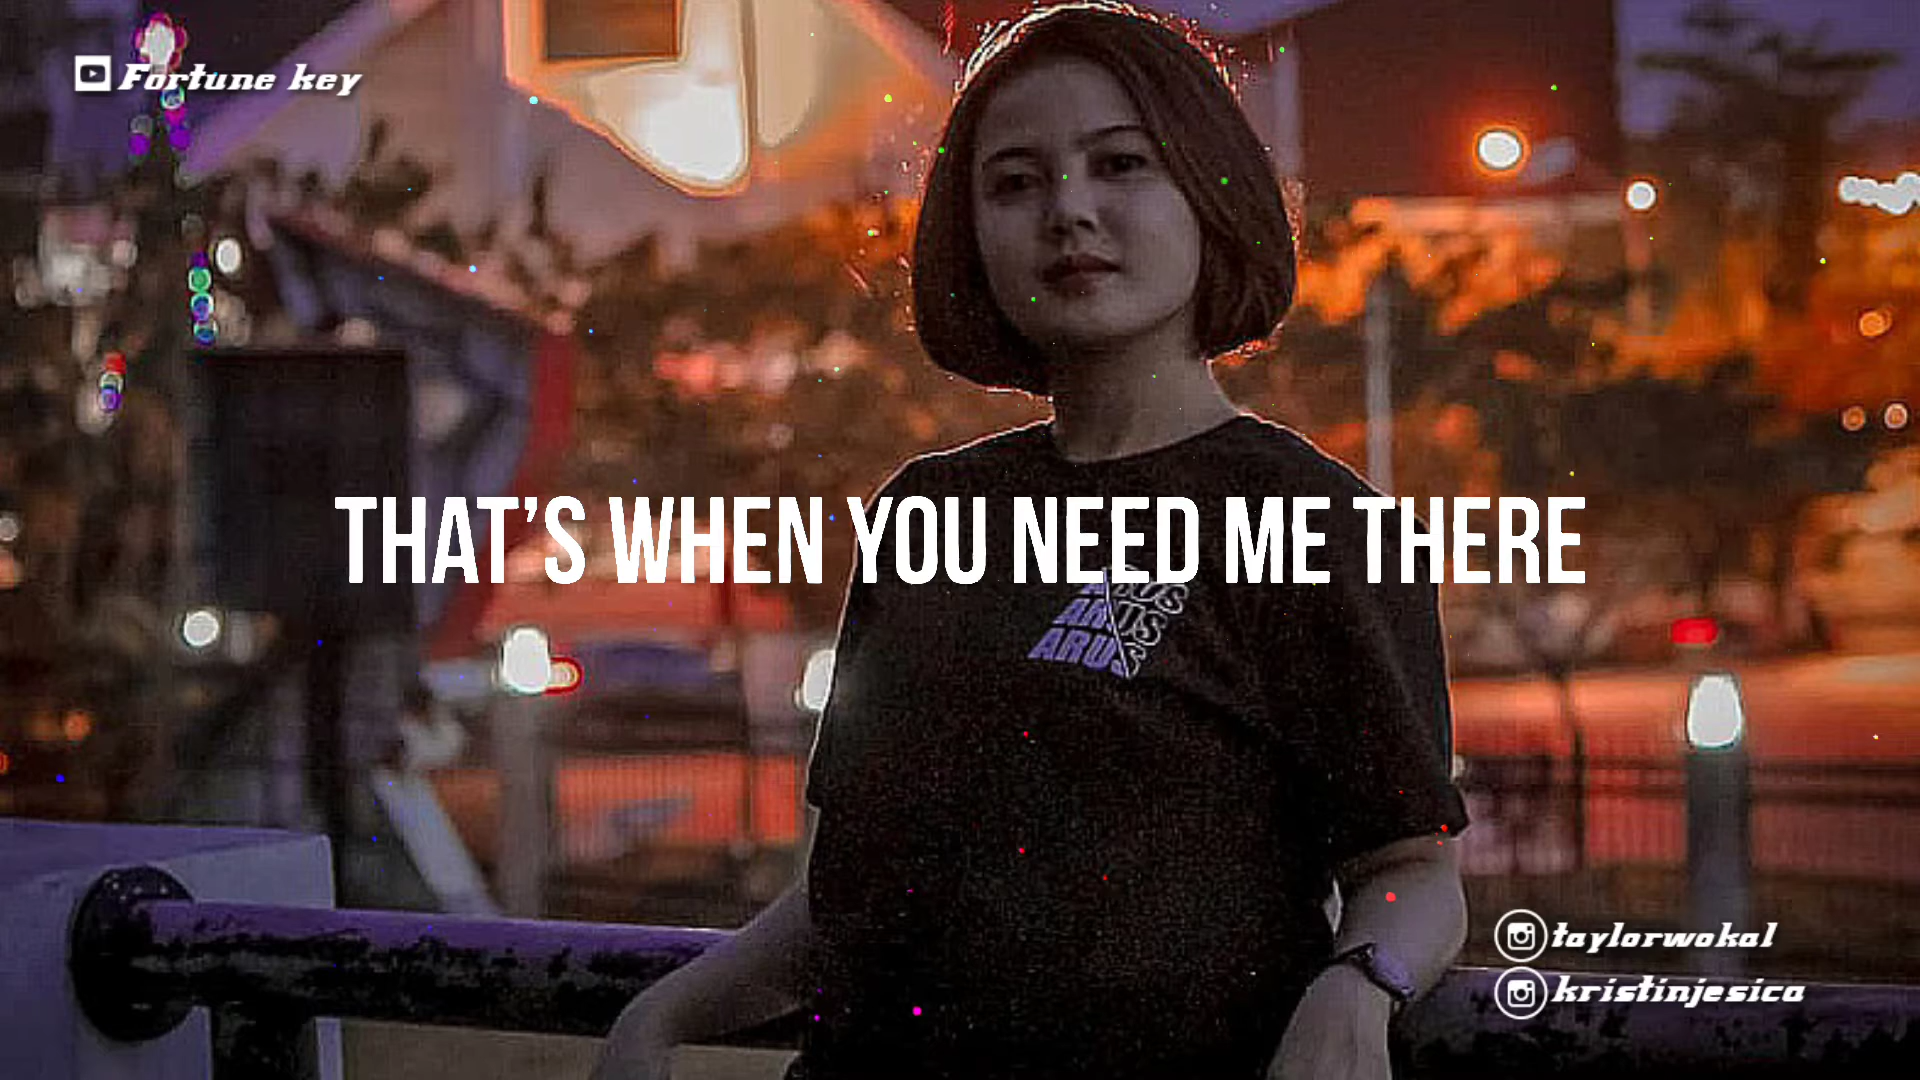 Fortune key
THAT'S WHEN YOU NEED ME THERE
ARUS
ARUS
ARUS
taylorwokal
kristinjesica